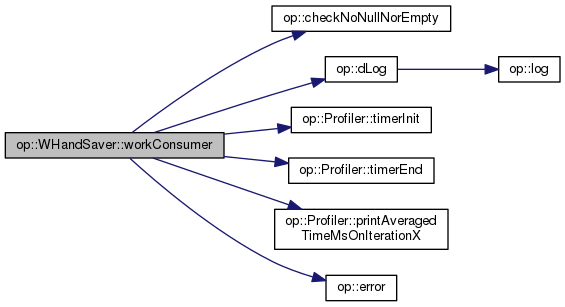 op::checkNoNullNorEmpty
op::dLog
op::log
op::WHandSaver::workConsumer
op::Profiler::timerInit
op::Profiler::timerEnd
op::Profiler::printAveraged
TimeMsOnIterationX
op::error